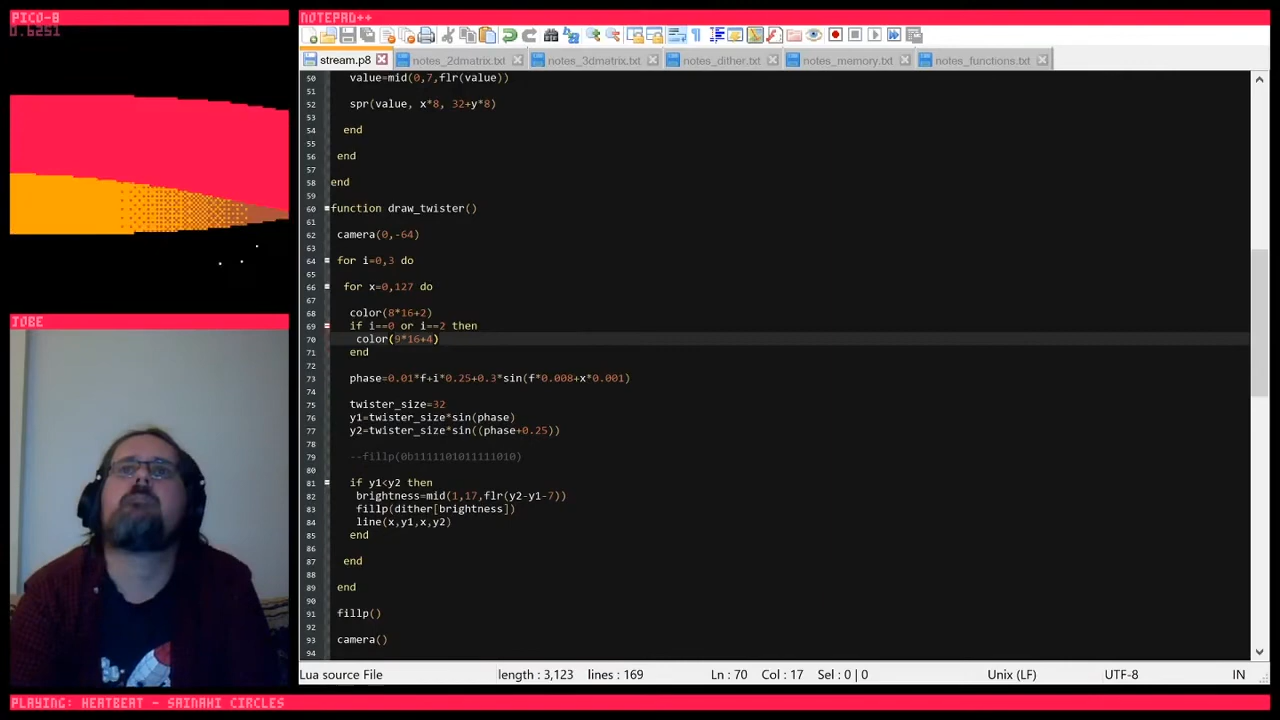 PICO-8
0.6251
JOBE
PLAYING: HEATBEAT - SAINAHI CIRCLES
NOTEPAD++
stream.p8
notes_2dmatrix.txt
notes_3dmatrix.txt
notes_dither.txt
notes_memory.txt
notes_functions.txt
50 value=mid(0,7,flr(value))
51
52 spr(value, x*8, 32+y*8)
53
54 end
55
56 end
57
58 end
59
60 function draw_twister()
61
62 camera(0,-64)
63
64 for i=0,3 do
65
66 for x=0,127 do
67
68 color(8*16+2)
69 if i==0 or i==2 then
70 color(9*16+4)
71 end
72
73 phase=0.01*f+i*0.25+0.3*sin(f*0.008+x*0.001)
74
75 twister_size=32
76 y1=twister_size*sin(phase)
77 y2=twister_size*sin((phase+0.25))
78
79 --fillp(0b1111101011111010)
80
81 if y1<y2 then
82 brightness=mid(1,17,flr(y2-y1-7))
83 fillp(dither[brightness])
84 line(x,y1,x,y2)
85 end
86
87 end
88
89 end
90
91 fillp()
92
93 camera()
94
Lua source File length : 3,123 lines : 169 Ln : 70 Col : 17 Sel : 0 | 0 Unix (LF) UTF-8 IN